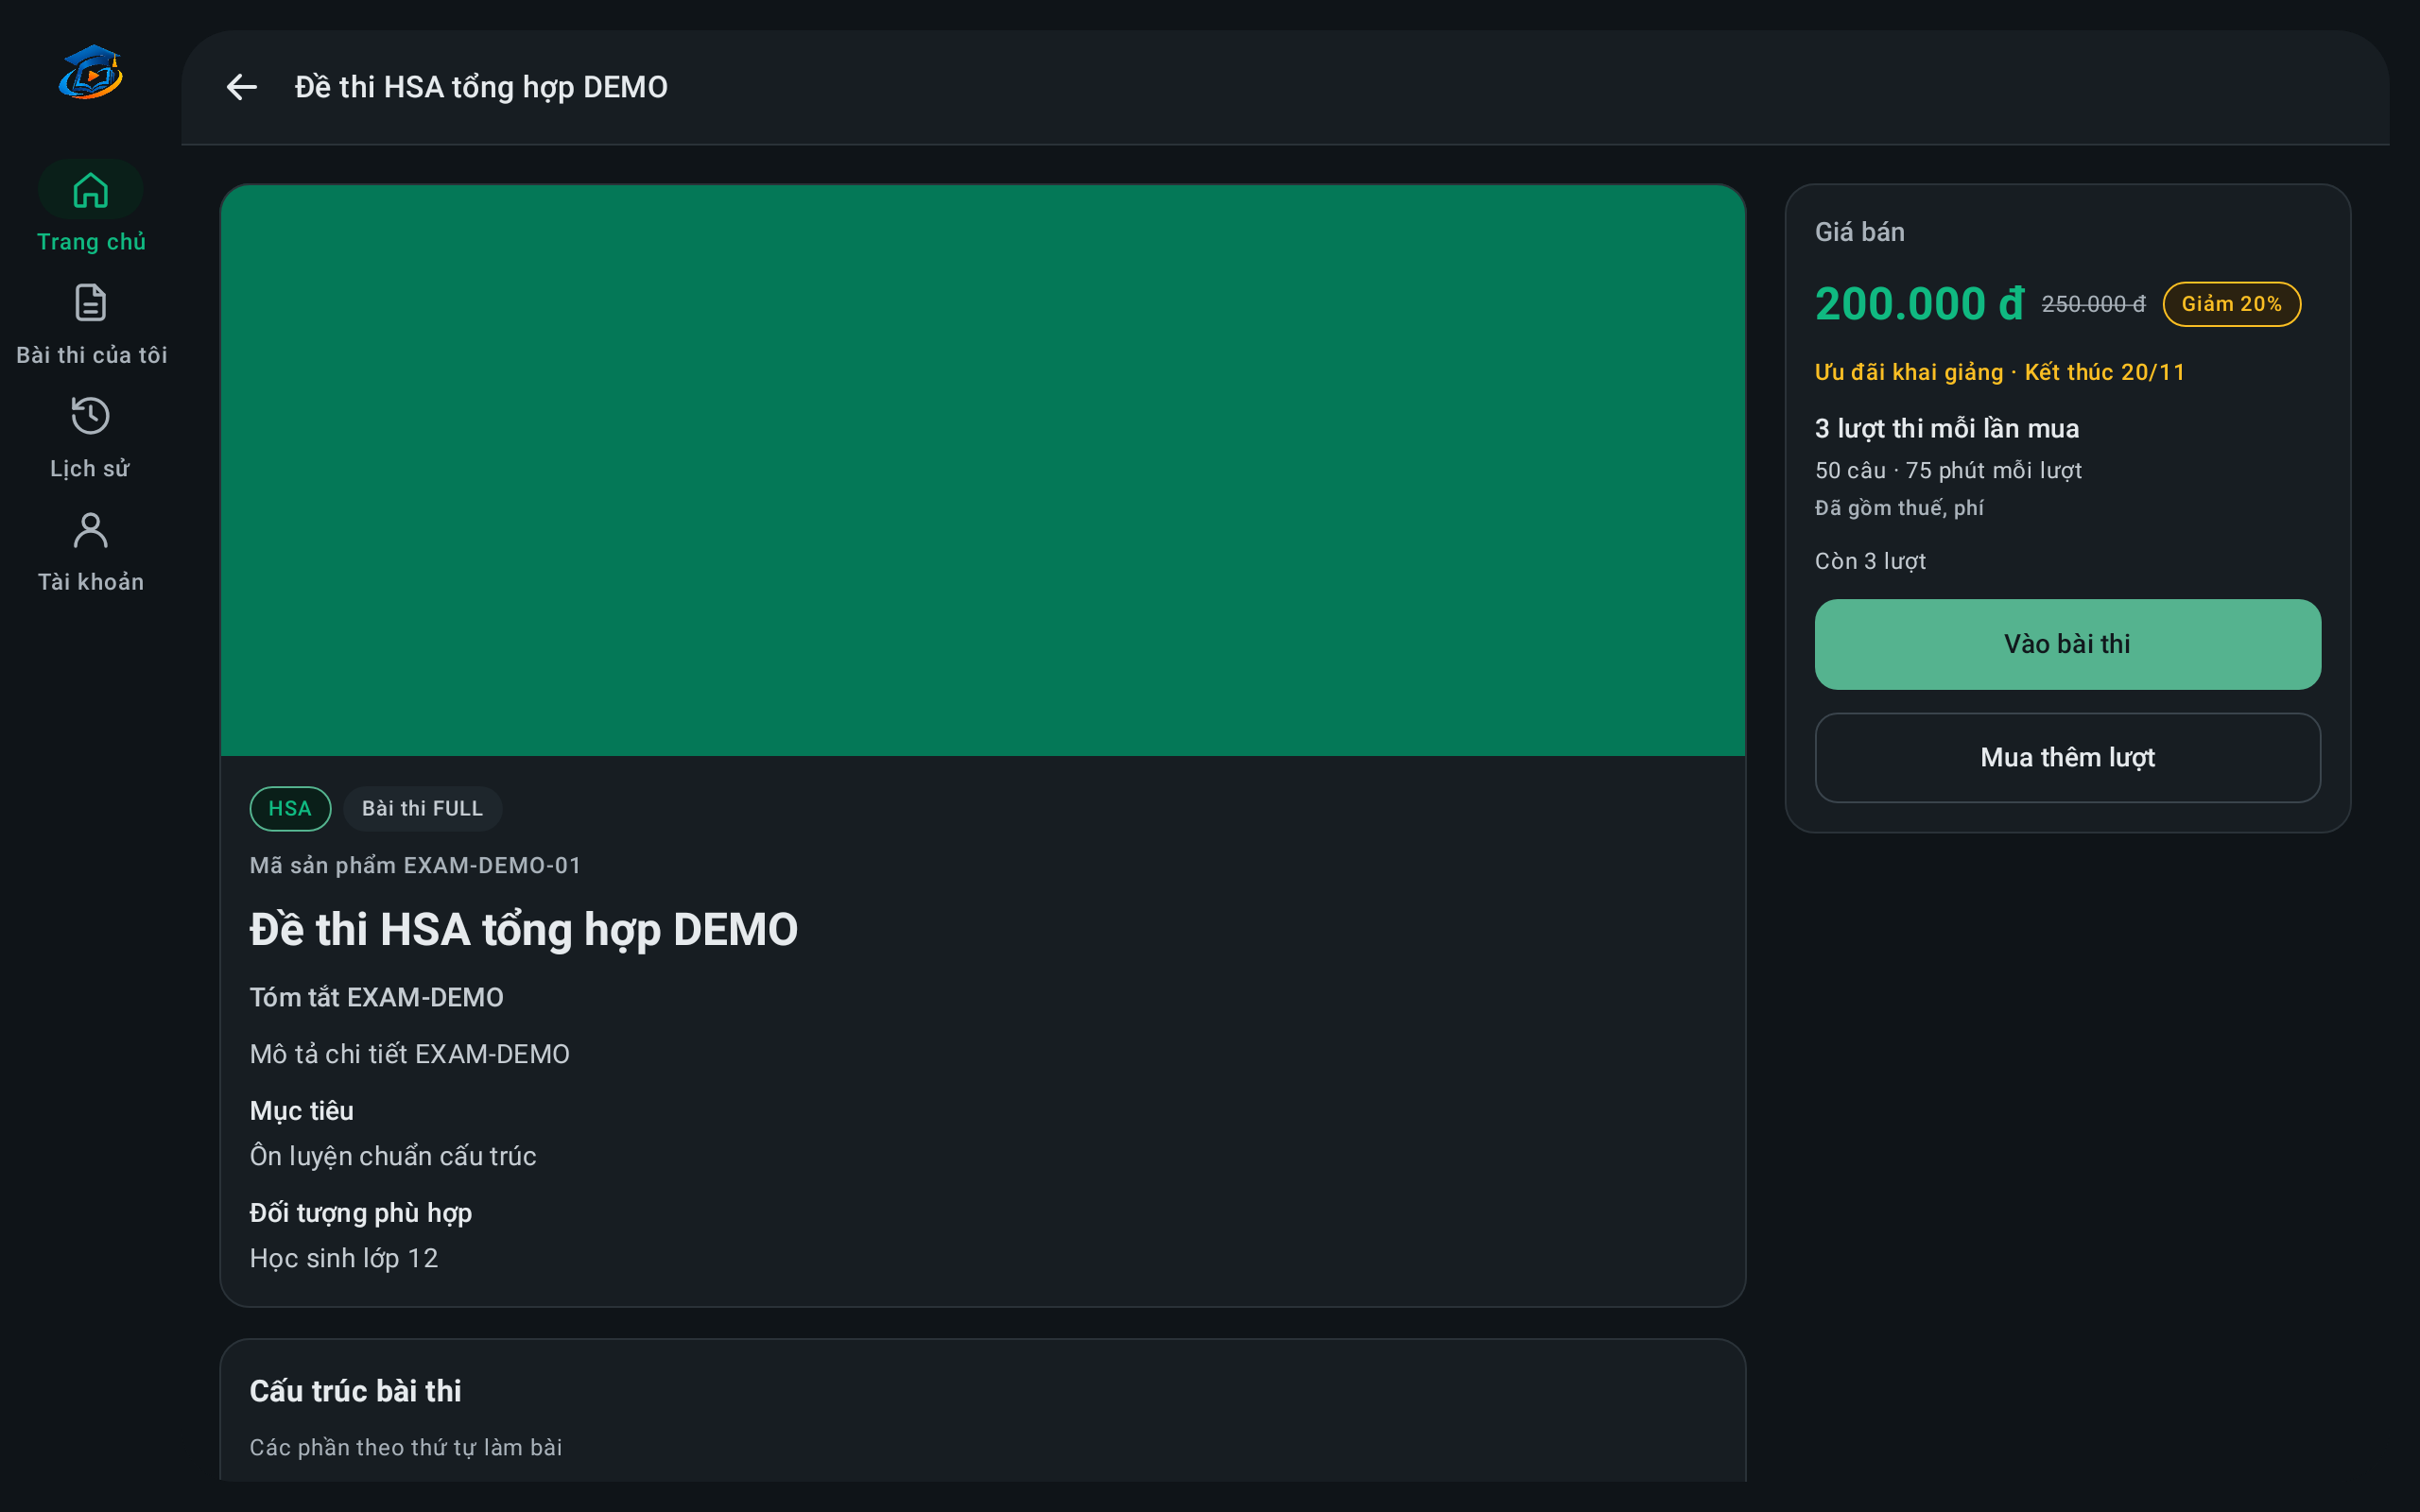 Đề thi HSA tổng hợp DEMO
Trang chủ
Bài thi của tôi
Lịch sử
Tài khoản
HSA
Bài thi FULL
Mã sản phẩm EXAM-DEMO-01
Đề thi HSA tổng hợp DEMO
Tóm tắt EXAM-DEMO
Mô tả chi tiết EXAM-DEMO
Mục tiêu
Ôn luyện chuẩn cấu trúc
Đối tượng phù hợp
Học sinh lớp 12
Cấu trúc bài thi
Các phần theo thứ tự làm bài
Giá bán
200.000 đ 250.000 đ Giảm 20%
Ưu đãi khai giảng · Kết thúc 20/11
3 lượt thi mỗi lần mua
50 câu · 75 phút mỗi lượt
Đã gồm thuế, phí
Còn 3 lượt
Vào bài thi
Mua thêm lượt